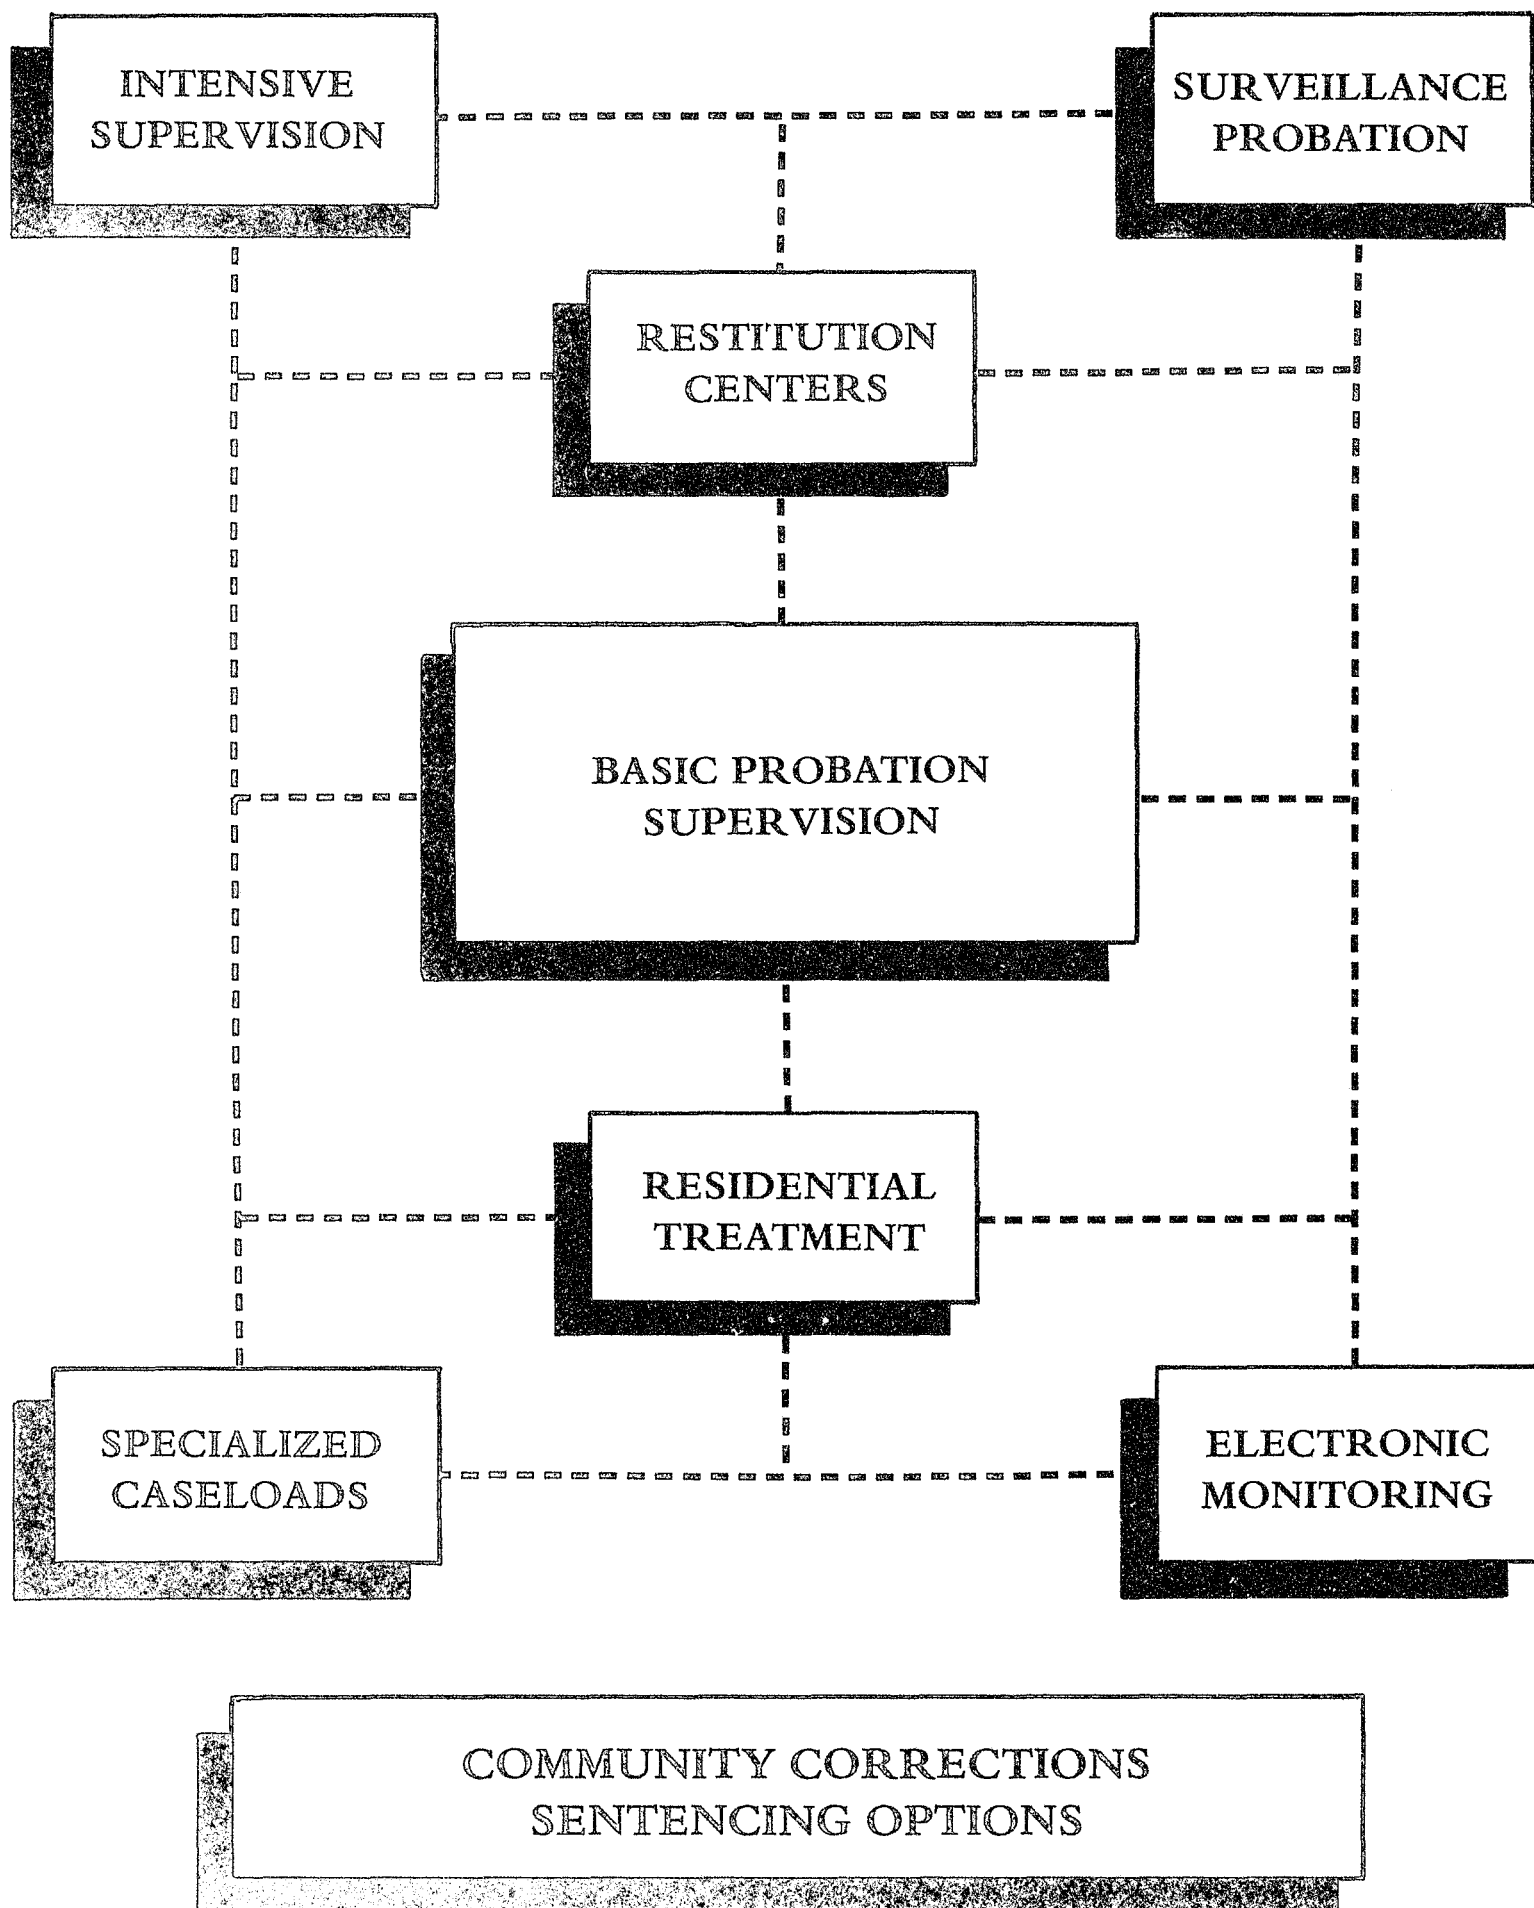 INTENSIVE
SUPERVISION
SURVEILLANCE
PROBATION
RESTITUTION
CENTERS
BASIC PROBATION
SUPERVISION
RESIDENTIAL
TREATMENT
SPECIALIZED
CASELOADS
ELECTRONIC
MONITORING
COMMUNITY CORRECTIONS
SENTENCING OPTIONS